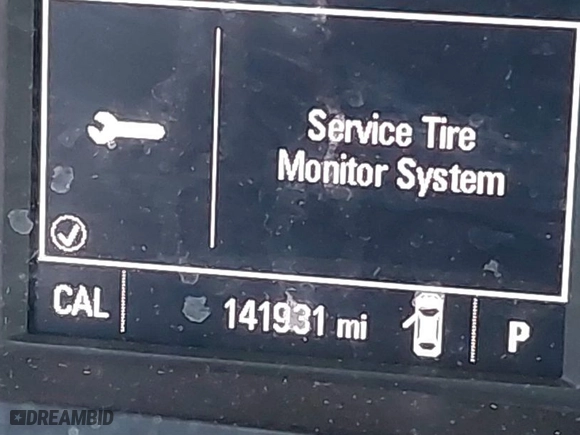 Service Tire
Monitor System
CAL
141931 mi
P
DREAMBID